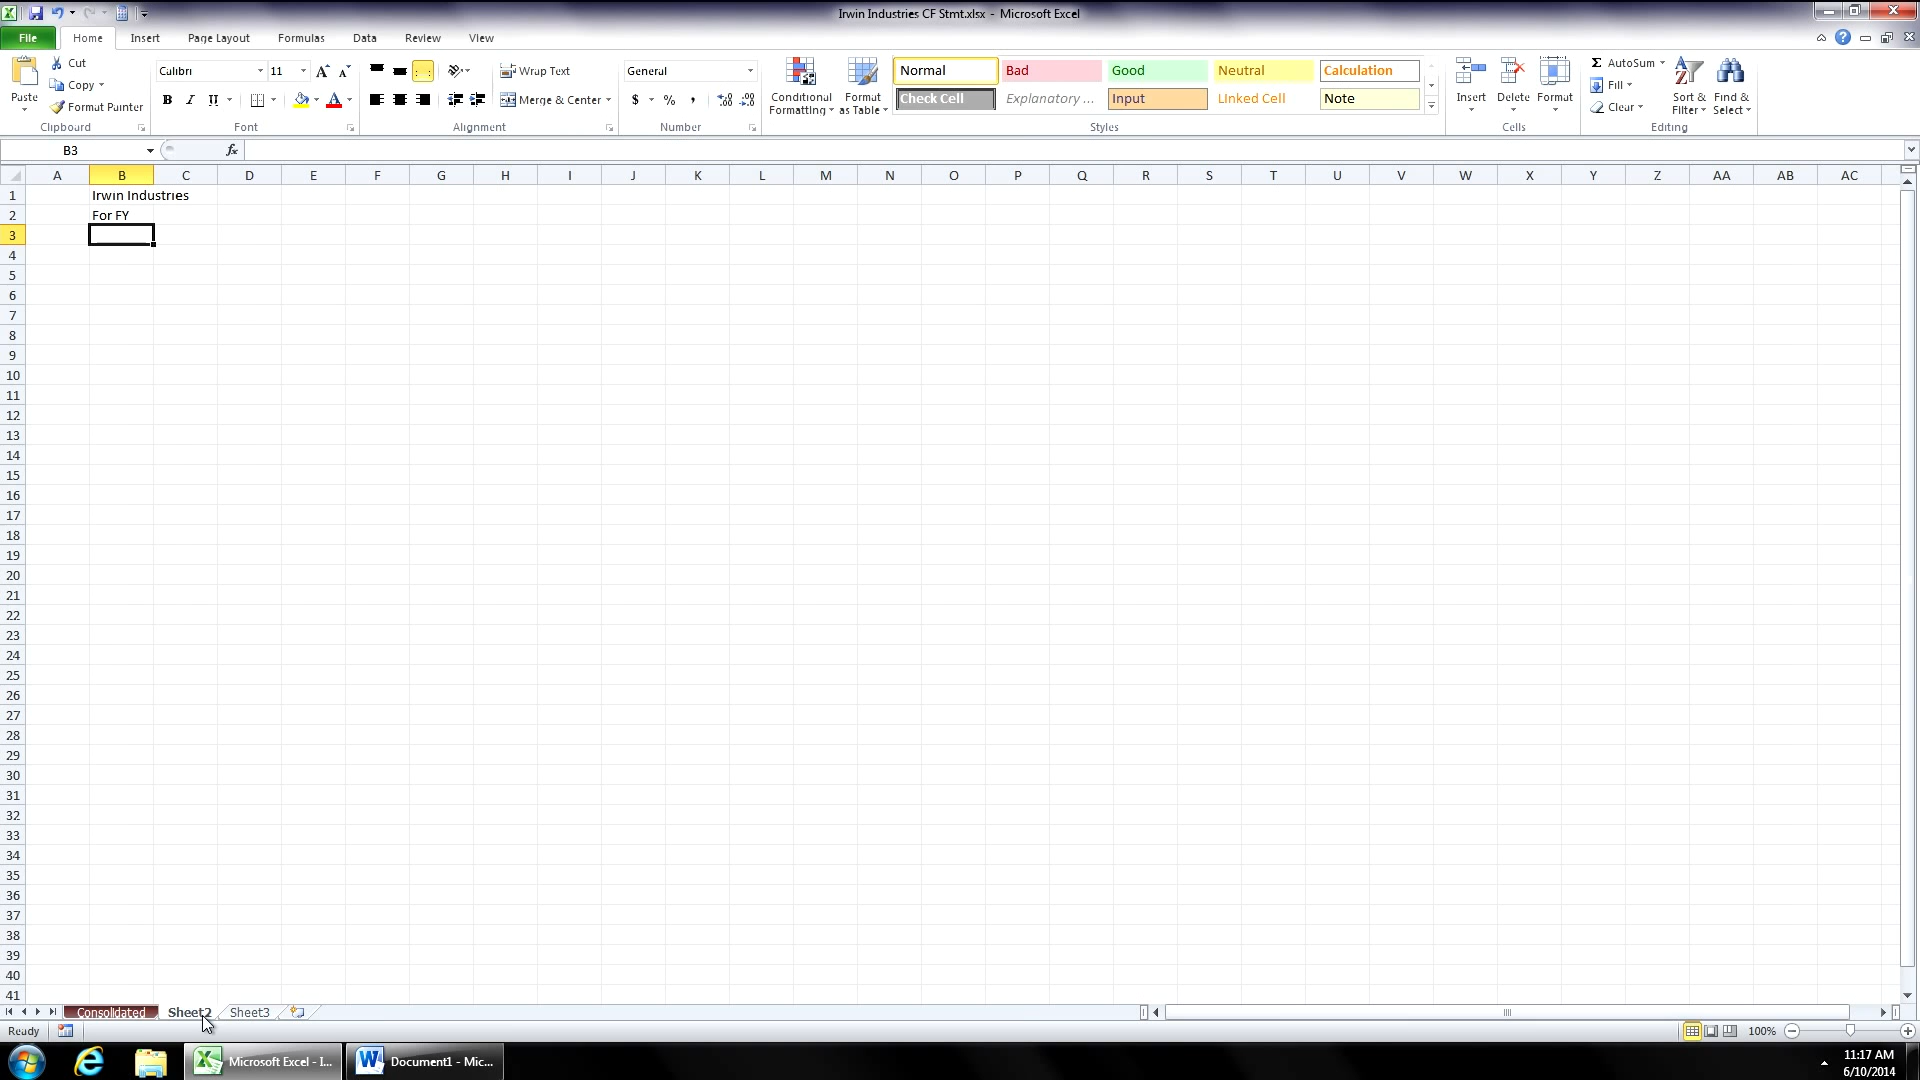 Irwin Industries CF Stmt.xlsx - Microsoft Excel
File Home Insert Page Layout Formulas Data Review View
Paste
Cut
Copy
Format Painter
Clipboard
Calibri 11
B I U
Font
Wrap Text
Merge & Center
Alignment
General
$ % ,
Number
Conditional Formatting
Format as Table
Normal Bad Good Neutral Calculation
Check Cell Explanatory ... Input Linked Cell Note
Styles
Insert Delete Format
Cells
Σ AutoSum
Fill
Clear
Sort & Filter
Find & Select
Editing
B3 fx
A B C D E F G H I J K L M N O P Q R S T U V W X Y Z AA AB AC
1 Irwin Industries
2 For FY
3
4
5
6
7
8
9
10
11
12
13
14
15
16
17
18
19
20
21
22
23
24
25
26
27
28
29
30
31
32
33
34
35
36
37
38
39
40
41
Consolidated Sheet2 Sheet3
Ready 100%
Microsoft Excel - I... Document1 - Mic... 11:17 AM
6/10/2014